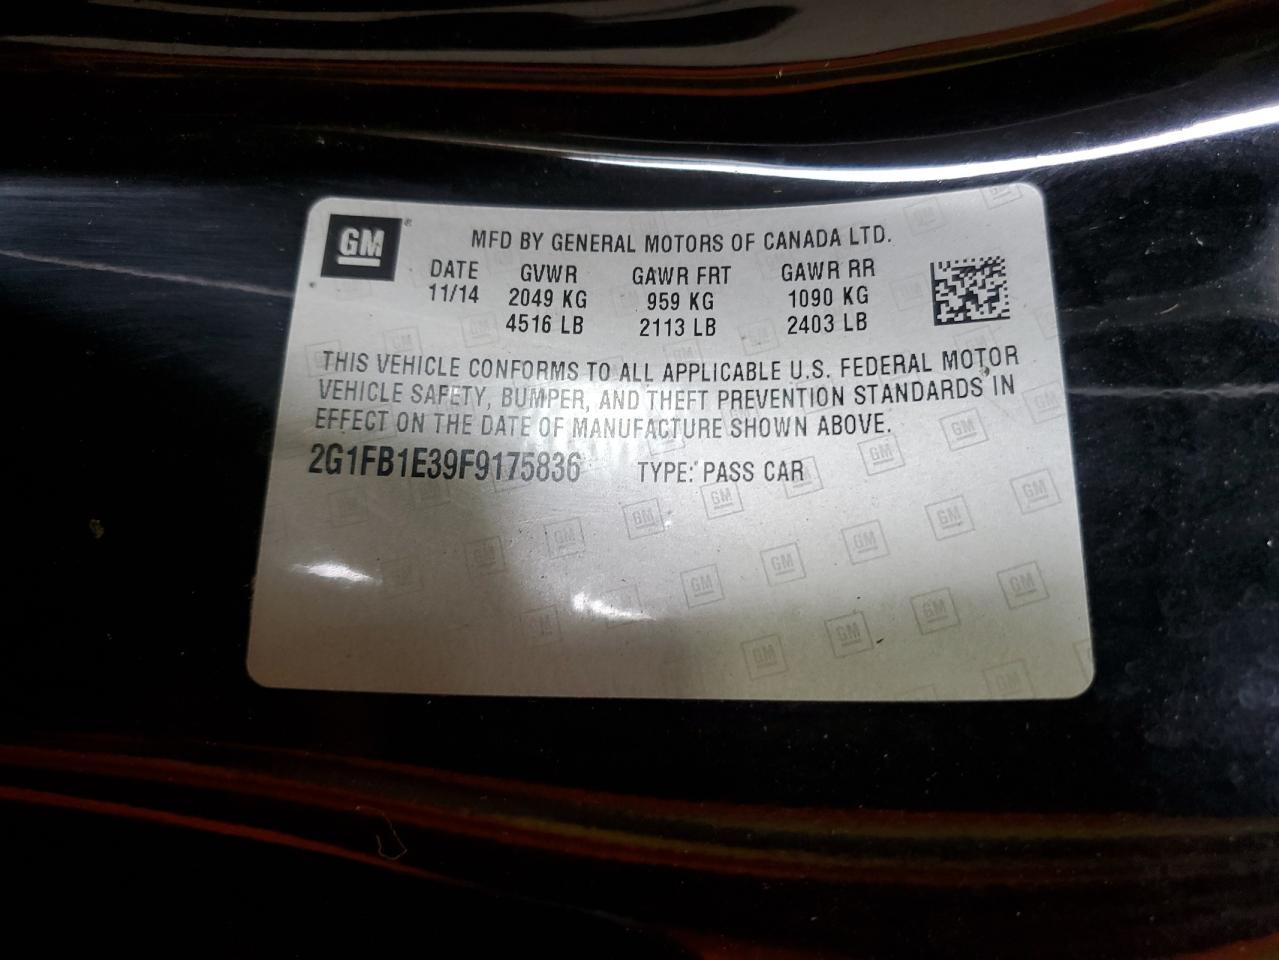 GM®
MFD BY GENERAL MOTORS OF CANADA LTD.
DATE GVWR GAWR FRT GAWR RR
11/14 2049 KG 959 KG 1090 KG
4516 LB 2113 LB 2403 LB
THIS VEHICLE CONFORMS TO ALL APPLICABLE U.S. FEDERAL MOTOR
VEHICLE SAFETY, BUMPER, AND THEFT PREVENTION STANDARDS IN
EFFECT ON THE DATE OF MANUFACTURE SHOWN ABOVE.
2G1FB1E39F9175836 TYPE: PASS CAR